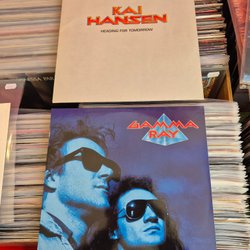 KAI
HANSEN
HEADING FOR TOMORROW
GAMMA
RAY